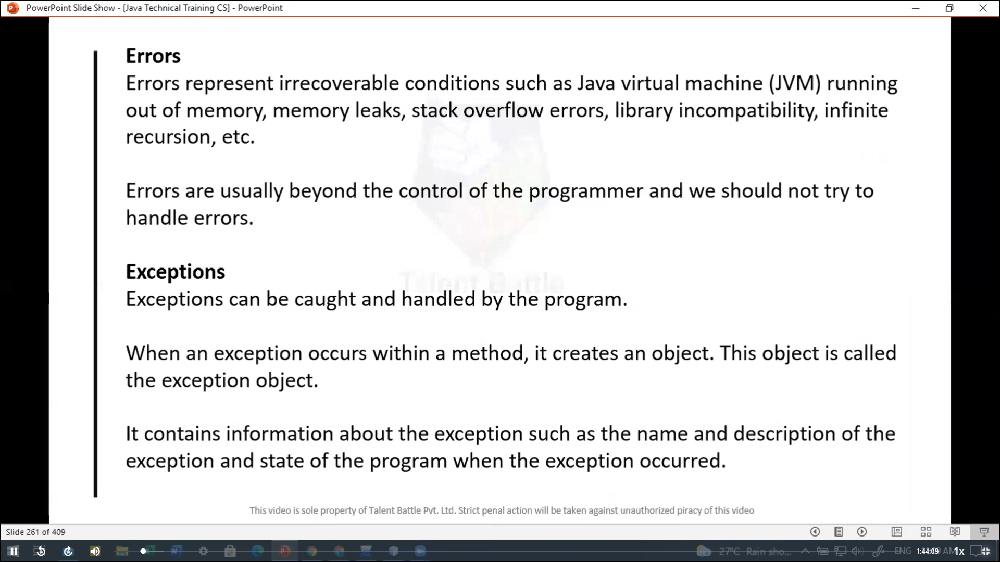 PowerPoint Slide Show - [Java Technical Training CS] - PowerPoint
Errors
Errors represent irrecoverable conditions such as Java virtual machine (JVM) running
out of memory, memory leaks, stack overflow errors, library incompatibility, infinite
recursion, etc.
Errors are usually beyond the control of the programmer and we should not try to
handle errors.
Exceptions
Talent Battle
Exceptions can be caught and handled by the program.
When an exception occurs within a method, it creates an object. This object is called
the exception object.
It contains information about the exception such as the name and description of the
exception and state of the program when the exception occurred.
This video is sole property of Talent Battle Pvt. Ltd. Strict penal action will be taken against unauthorized piracy of this video
Slide 261 of 409
27°C Rain sho... ENG -1:44:09 AM 1x